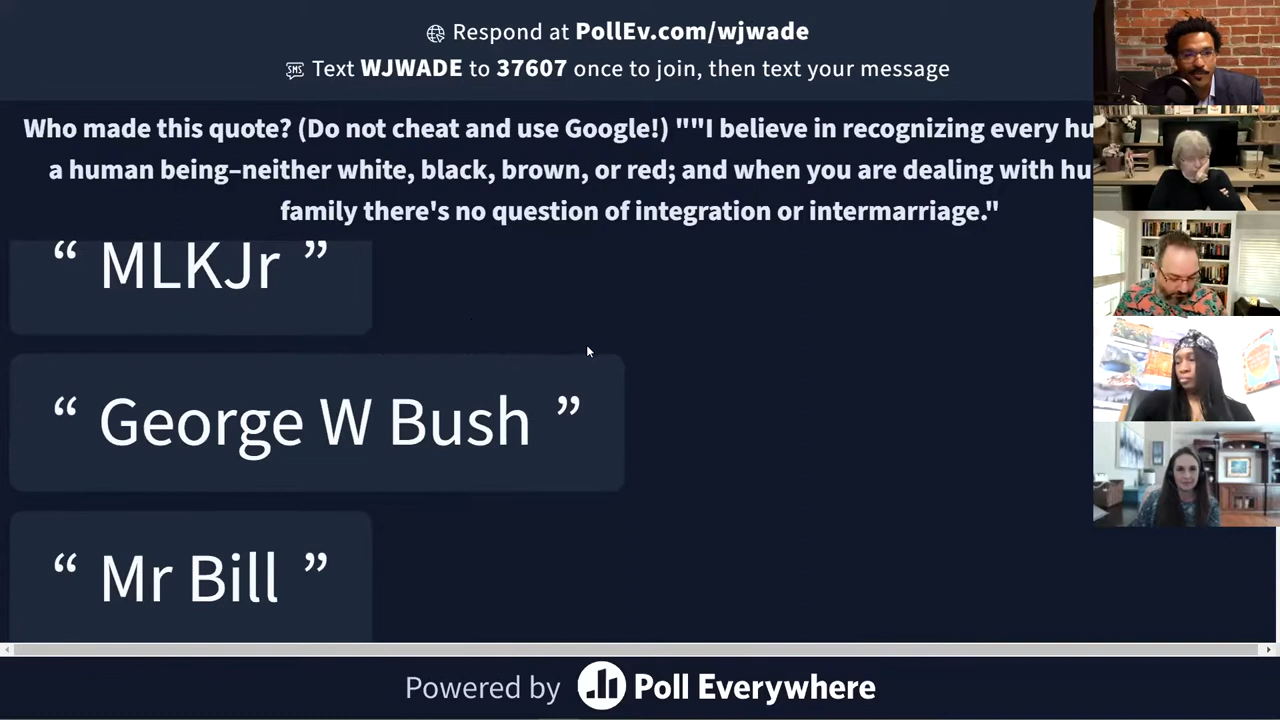 Respond at PollEv.com/wjwade
Text WJWADE to 37607 once to join, then text your message
Who made this quote? (Do not cheat and use Google!) ""I believe in recognizing every
a human being–neither white, black, brown, or red; and when you are dealing with
family there's no question of integration or intermarriage."
“ MLKJr ”
“ George W Bush ”
“ Mr Bill ”
Powered by Poll Everywhere